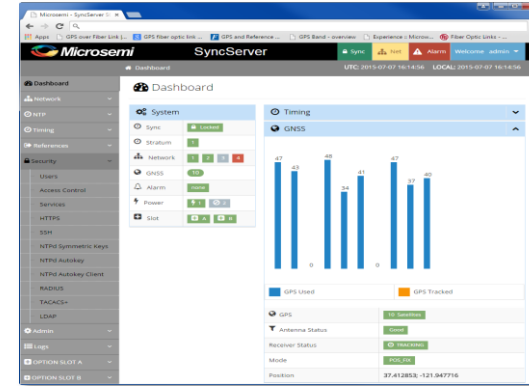 Microsemi - SyncServer S
Apps GPS over Fiber Link (... GPS fiber optic link ... GPS and Reference ... GPS Band - overview Experience :: Micros... Fiber Optic Links – ...
Microsemi SyncServer Sync Net Alarm Welcome admin
Dashboard UTC: 2015-07-07 16:14:56 LOCAL: 2015-07-07 16:14:56
Dashboard
Network
NTP
Timing
References
Security
Users
Access Control
Services
HTTPS
SSH
NTPd Symmetric Keys
NTPd Autokey
NTPd Autokey Client
RADIUS
TACACS+
LDAP
Admin
Logs
OPTION SLOT A
OPTION SLOT B
Dashboard
System
Sync Locked
Stratum 1
Network 1 2 3 4
GNSS 10
Alarm none
Power 1 2
Slot A B
Timing
GNSS
47 43 0 48 34 41 0 47 37 40
GPS Used GPS Tracked
GPS 10 Satellites
Antenna Status Good
Receiver Status TRACKING
Mode POS_FIX
Position 37.412853; -121.947716